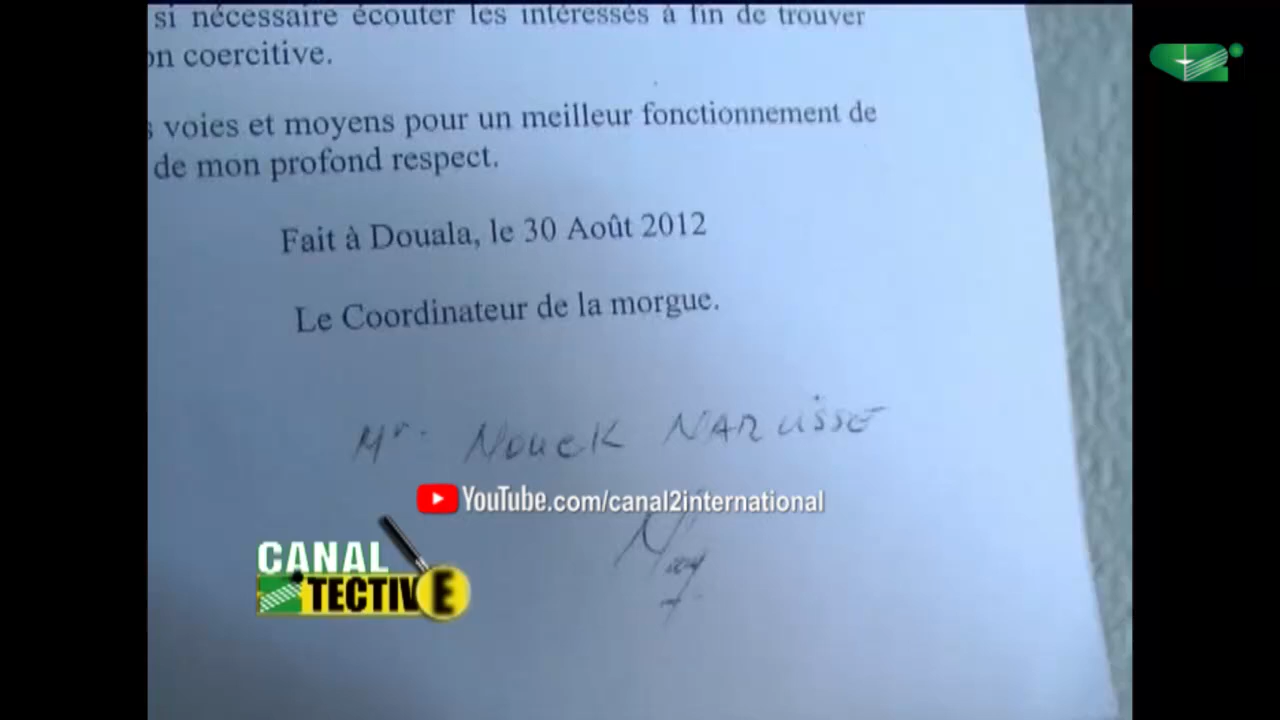 si nécessaire écouter les intéressés à fin de trouver
on coercitive.
s voies et moyens pour un meilleur fonctionnement de
de mon profond respect.
Fait à Douala, le 30 Août 2012
Le Coordinateur de la morgue.
Mr. NOUCK NARCISSE
YouTube.com/canal2international
CANAL
2'TECTIVE